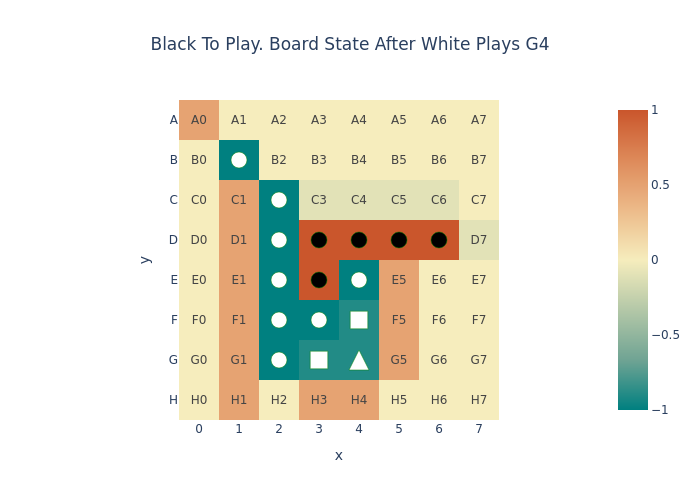 Black To Play. Board State After White Plays G4
A A0 A1 A2 A3 A4 A5 A6 A7
B B0 B2 B3 B4 B5 B6 B7
C C0 C1 C3 C4 C5 C6 C7
D D0 D1 D7
E E0 E1 E5 E6 E7
F F0 F1 F5 F6 F7
G G0 G1 G5 G6 G7
H H0 H1 H2 H3 H4 H5 H6 H7
0 1 2 3 4 5 6 7
x
y
1
0.5
0
−0.5
−1